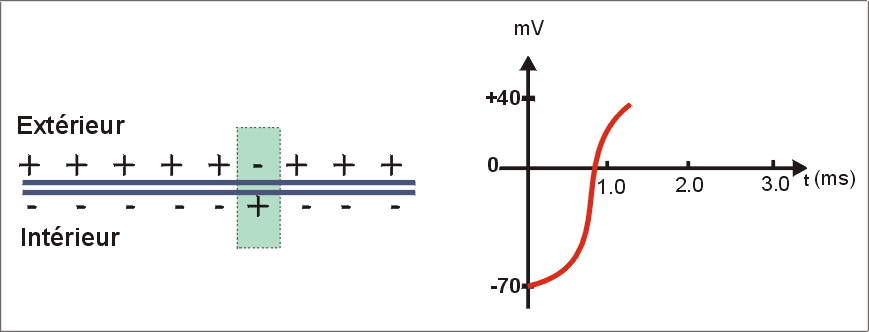 Extérieur
+ + + + + - + + +
- - - - - + - - -
Intérieur
mV
+40
0
1.0 2.0 3.0 t (ms)
-70